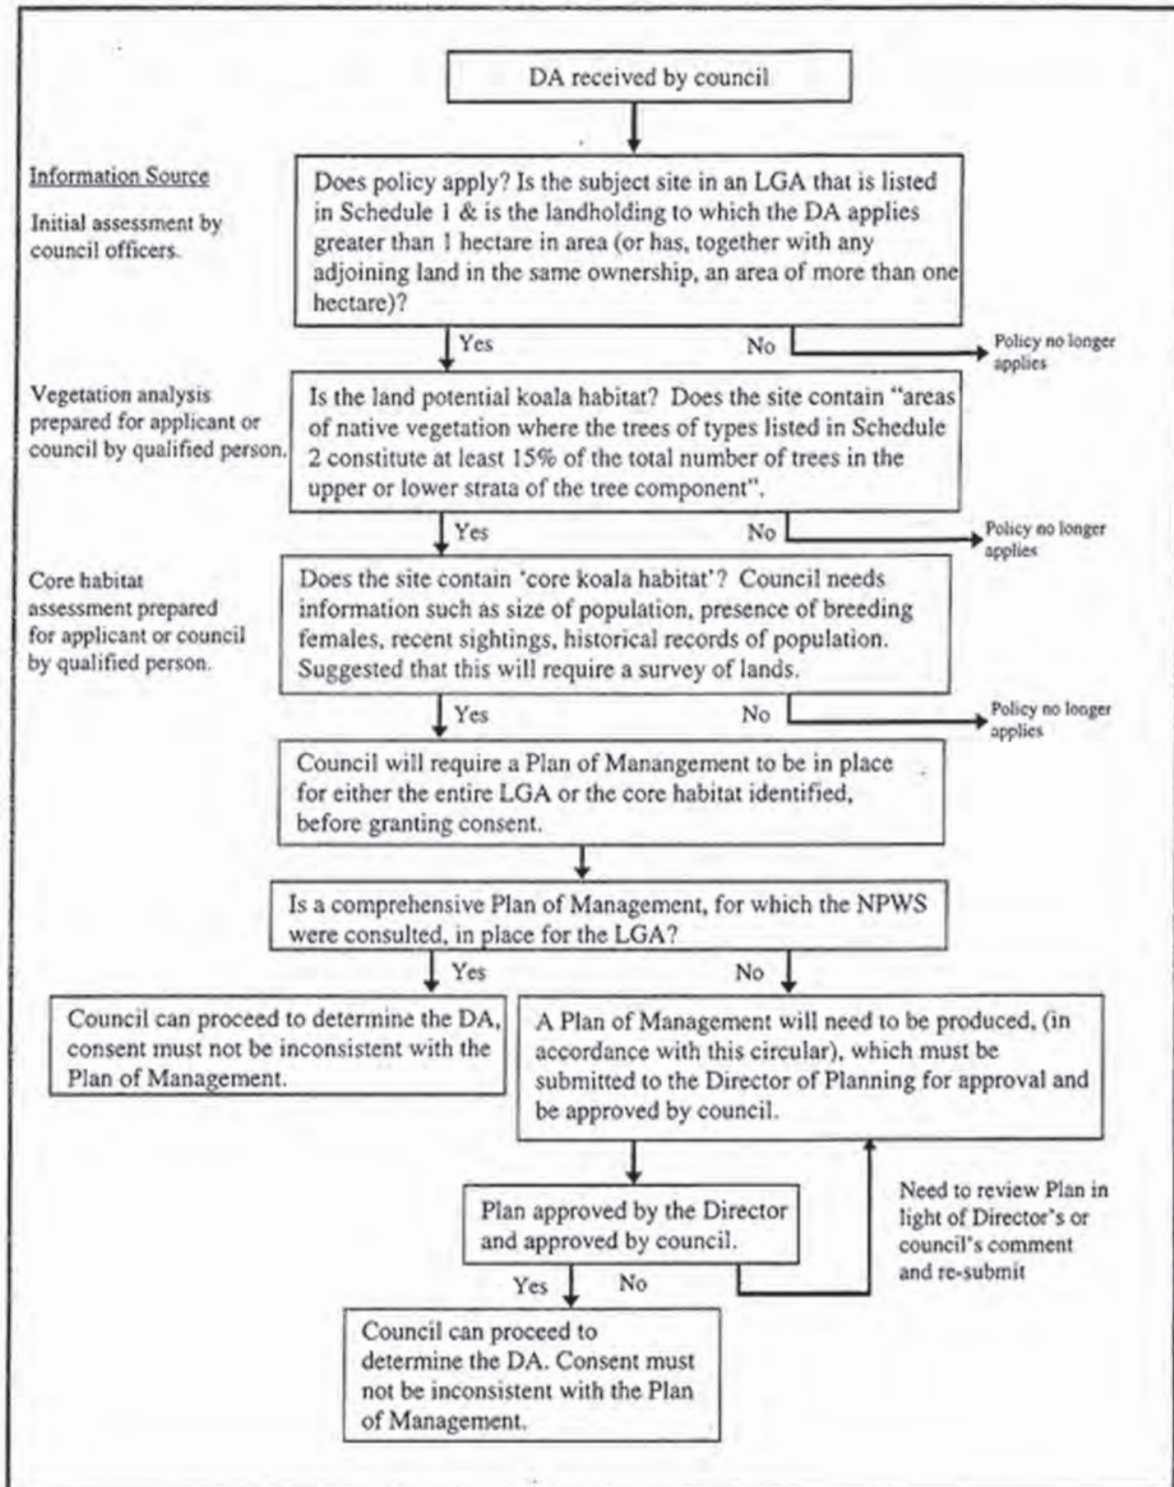 DA received by council
Information Source
Initial assessment by
council officers.
Does policy apply? Is the subject site in an LGA that is listed
in Schedule 1 & is the landholding to which the DA applies
greater than 1 hectare in area (or has, together with any
adjoining land in the same ownership, an area of more than one
hectare)?
Yes
No
Policy no longer
applies
Vegetation analysis
prepared for applicant or
council by qualified person.
Is the land potential koala habitat? Does the site contain “areas
of native vegetation where the trees of types listed in Schedule
2 constitute at least 15% of the total number of trees in the
upper or lower strata of the tree component”.
Yes
No
Policy no longer
applies
Core habitat
assessment prepared
for applicant or council
by qualified person.
Does the site contain ‘core koala habitat’? Council needs
information such as size of population, presence of breeding
females, recent sightings, historical records of population.
Suggested that this will require a survey of lands.
Yes
No
Policy no longer
applies
Council will require a Plan of Manangement to be in place
for either the entire LGA or the core habitat identified,
before granting consent.
Is a comprehensive Plan of Management, for which the NPWS
were consulted, in place for the LGA?
Yes
No
Council can proceed to determine the DA,
consent must not be inconsistent with the
Plan of Management.
A Plan of Management will need to be produced, (in
accordance with this circular), which must be
submitted to the Director of Planning for approval and
be approved by council.
Plan approved by the Director
and approved by council.
Need to review Plan in
light of Director’s or
council’s comment
and re-submit
Yes
No
Council can proceed to
determine the DA. Consent must
not be inconsistent with the Plan
of Management.